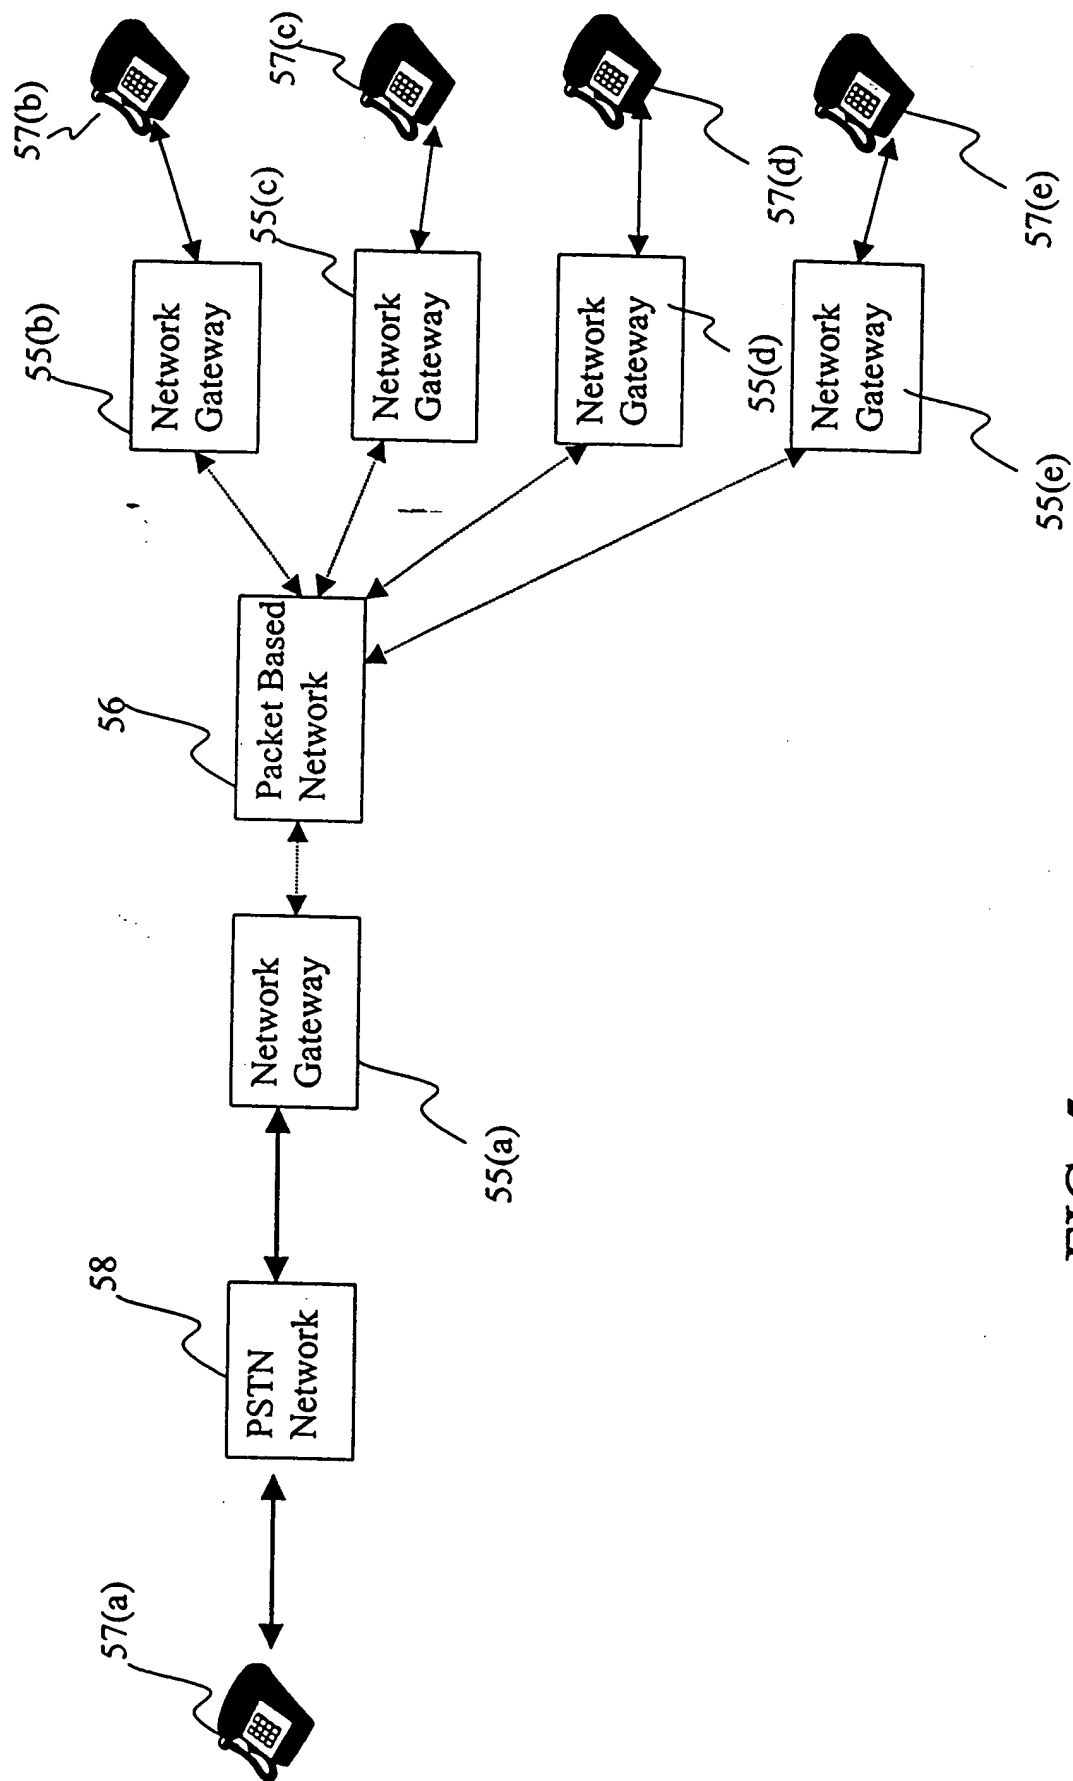 57(b)
55(b)
Network
Gateway
57(c)
55(c)
Network
Gateway
57(a)
58
PSTN
Network
Network
Gateway
55(a)
56
Packet Based
Network
Network
Gateway
55(d)
57(d)
Network
Gateway
55(e)
57(e)